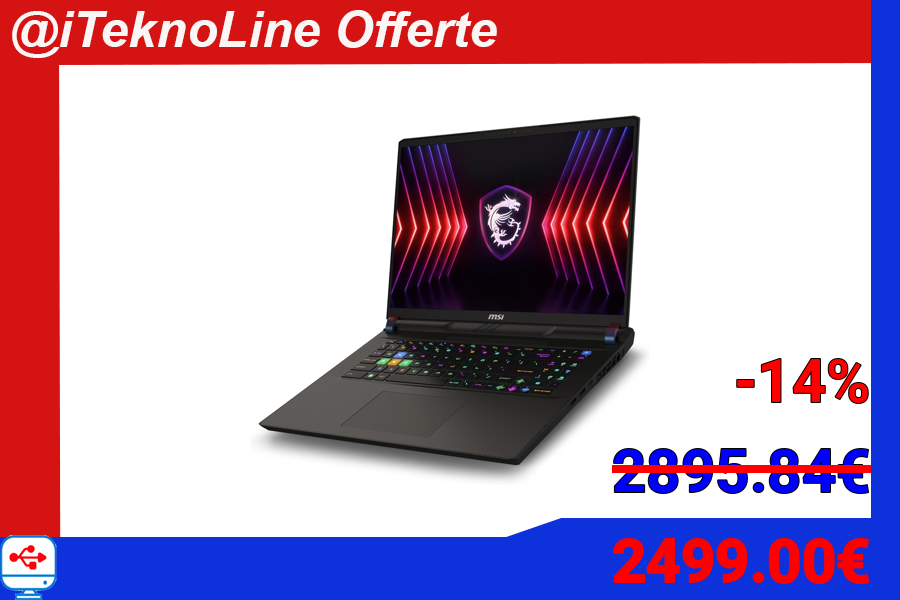 @iTeknoLine Offerte
msi
-14%
2895.84€
2499.00€